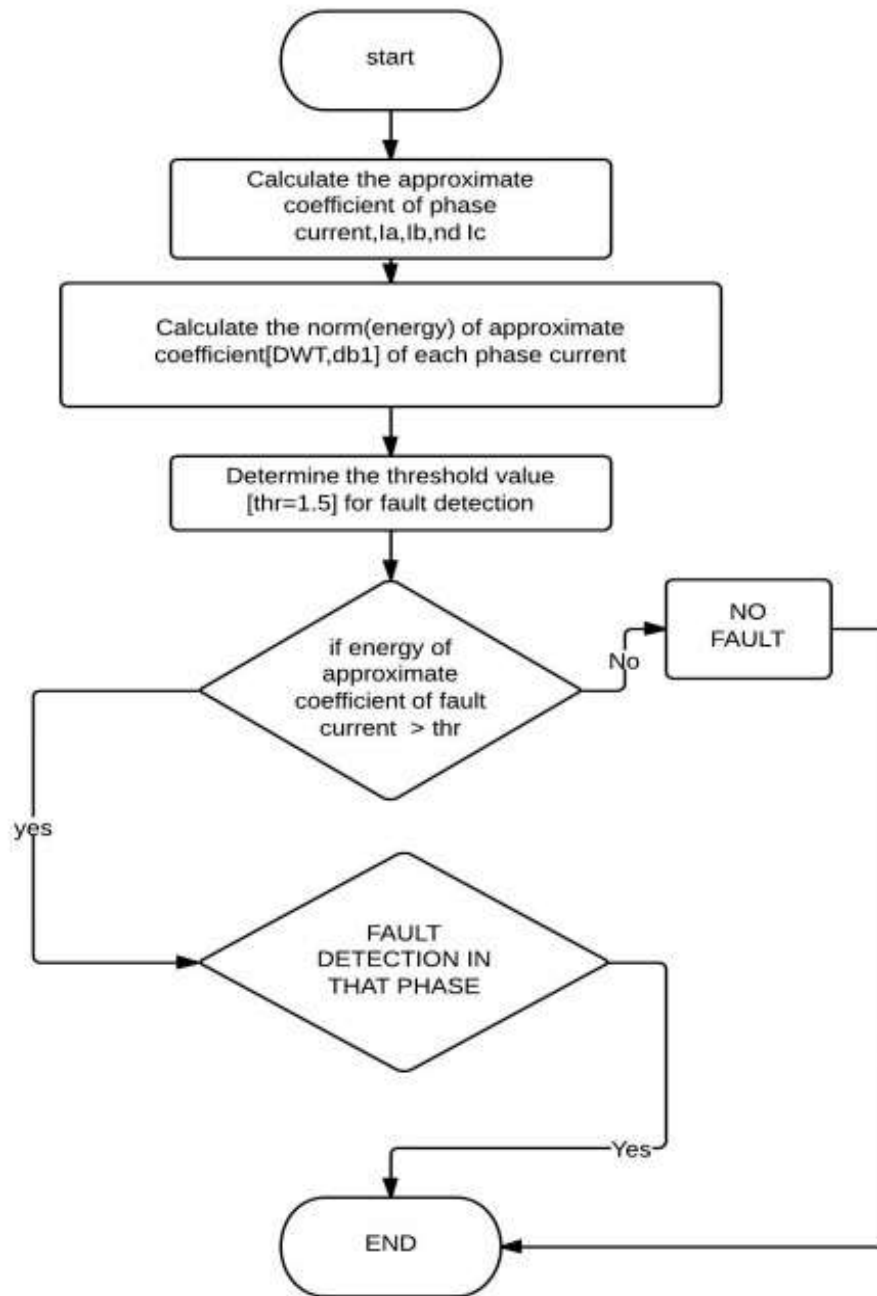 start
Calculate the approximate
coefficient of phase
current,Ia,Ib,nd Ic
Calculate the norm(energy) of approximate
coefficient[DWT,db1] of each phase current
Determine the threshold value
[thr=1.5] for fault detection
if energy of
approximate
coefficient of fault
current > thr
No
NO
FAULT
yes
FAULT
DETECTION IN
THAT PHASE
Yes
END